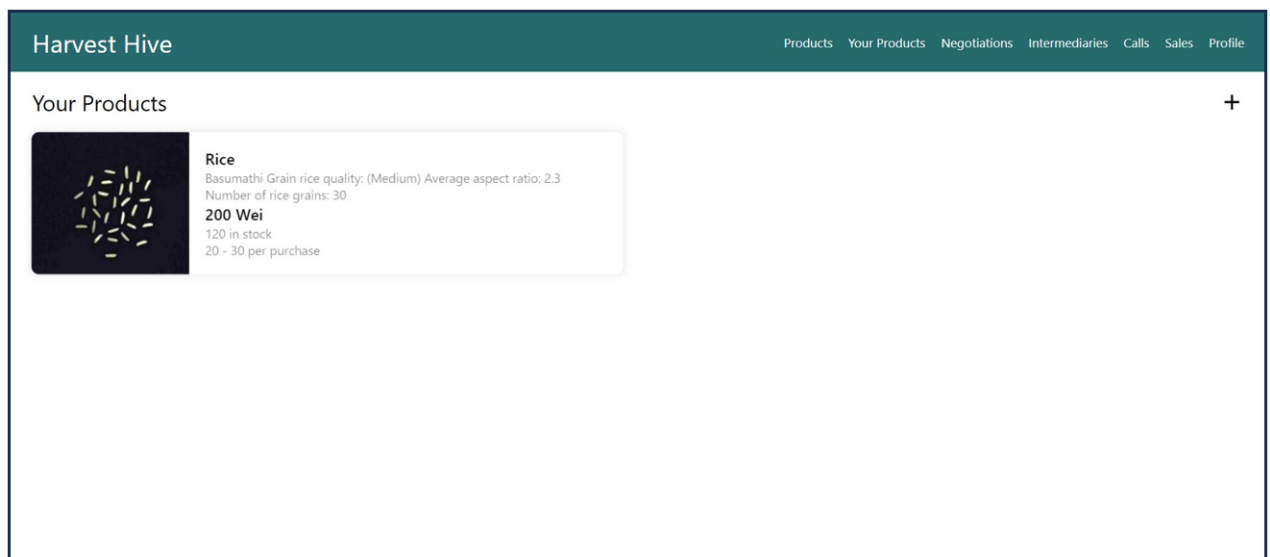 Harvest Hive
Products Your Products Negotiations Intermediaries Calls Sales Profile
Your Products
+
Rice
Basumathi Grain rice quality: (Medium) Average aspect ratio: 2.3
Number of rice grains: 30
200 Wei
120 in stock
20 - 30 per purchase